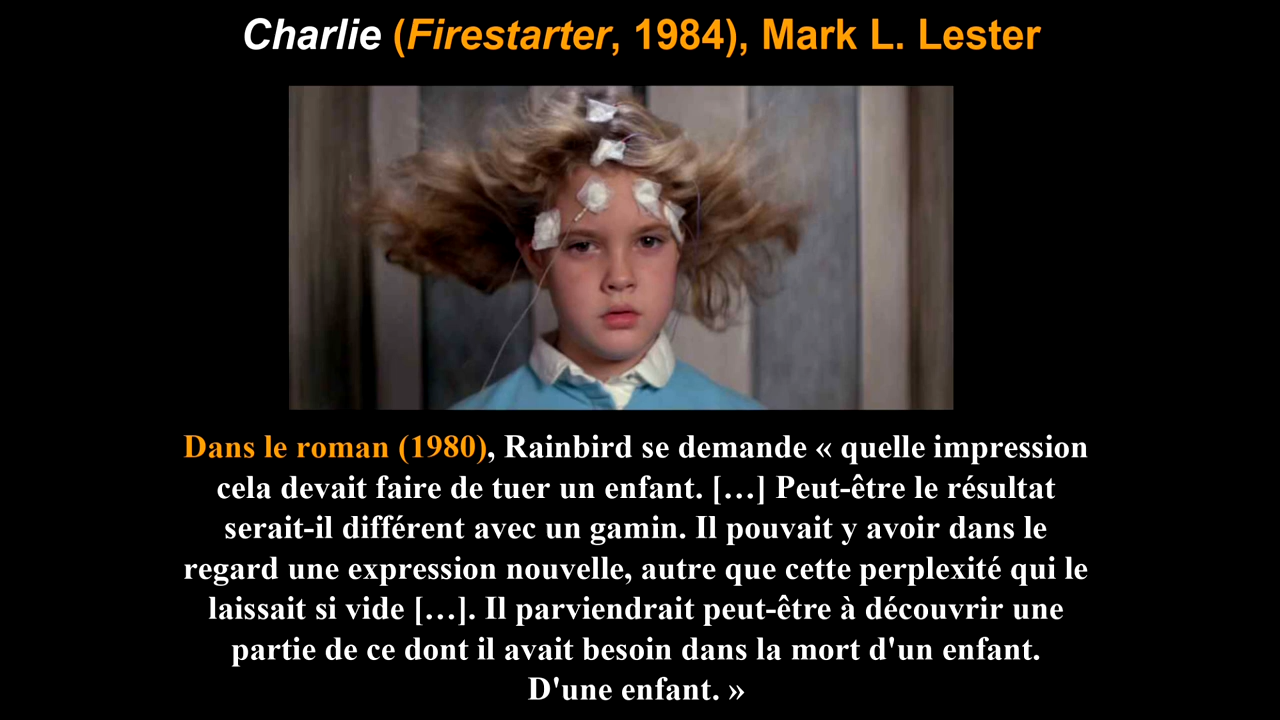 Charlie (Firestarter, 1984), Mark L. Lester
Dans le roman (1980), Rainbird se demande « quelle impression
cela devait faire de tuer un enfant. […] Peut-être le résultat
serait-il différent avec un gamin. Il pouvait y avoir dans le
regard une expression nouvelle, autre que cette perplexité qui le
laissait si vide […]. Il parviendrait peut-être à découvrir une
partie de ce dont il avait besoin dans la mort d'un enfant.
D'une enfant. »